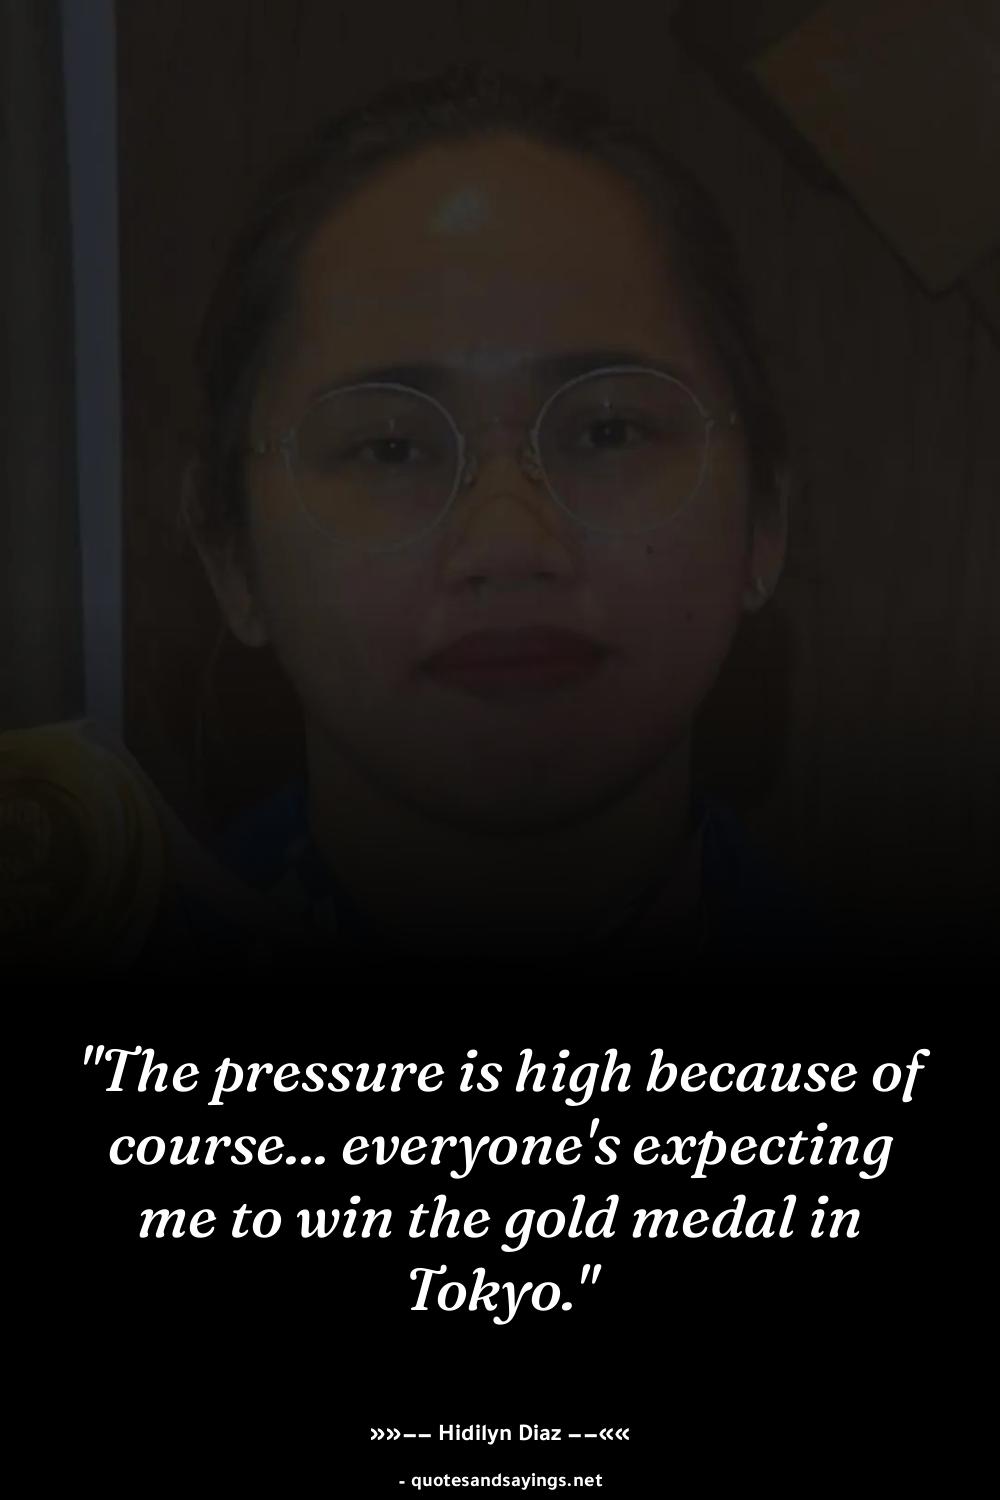 "The pressure is high because of
course... everyone's expecting
me to win the gold medal in
Tokyo."
»»−− Hidilyn Diaz −−««
- quotesandsayings.net